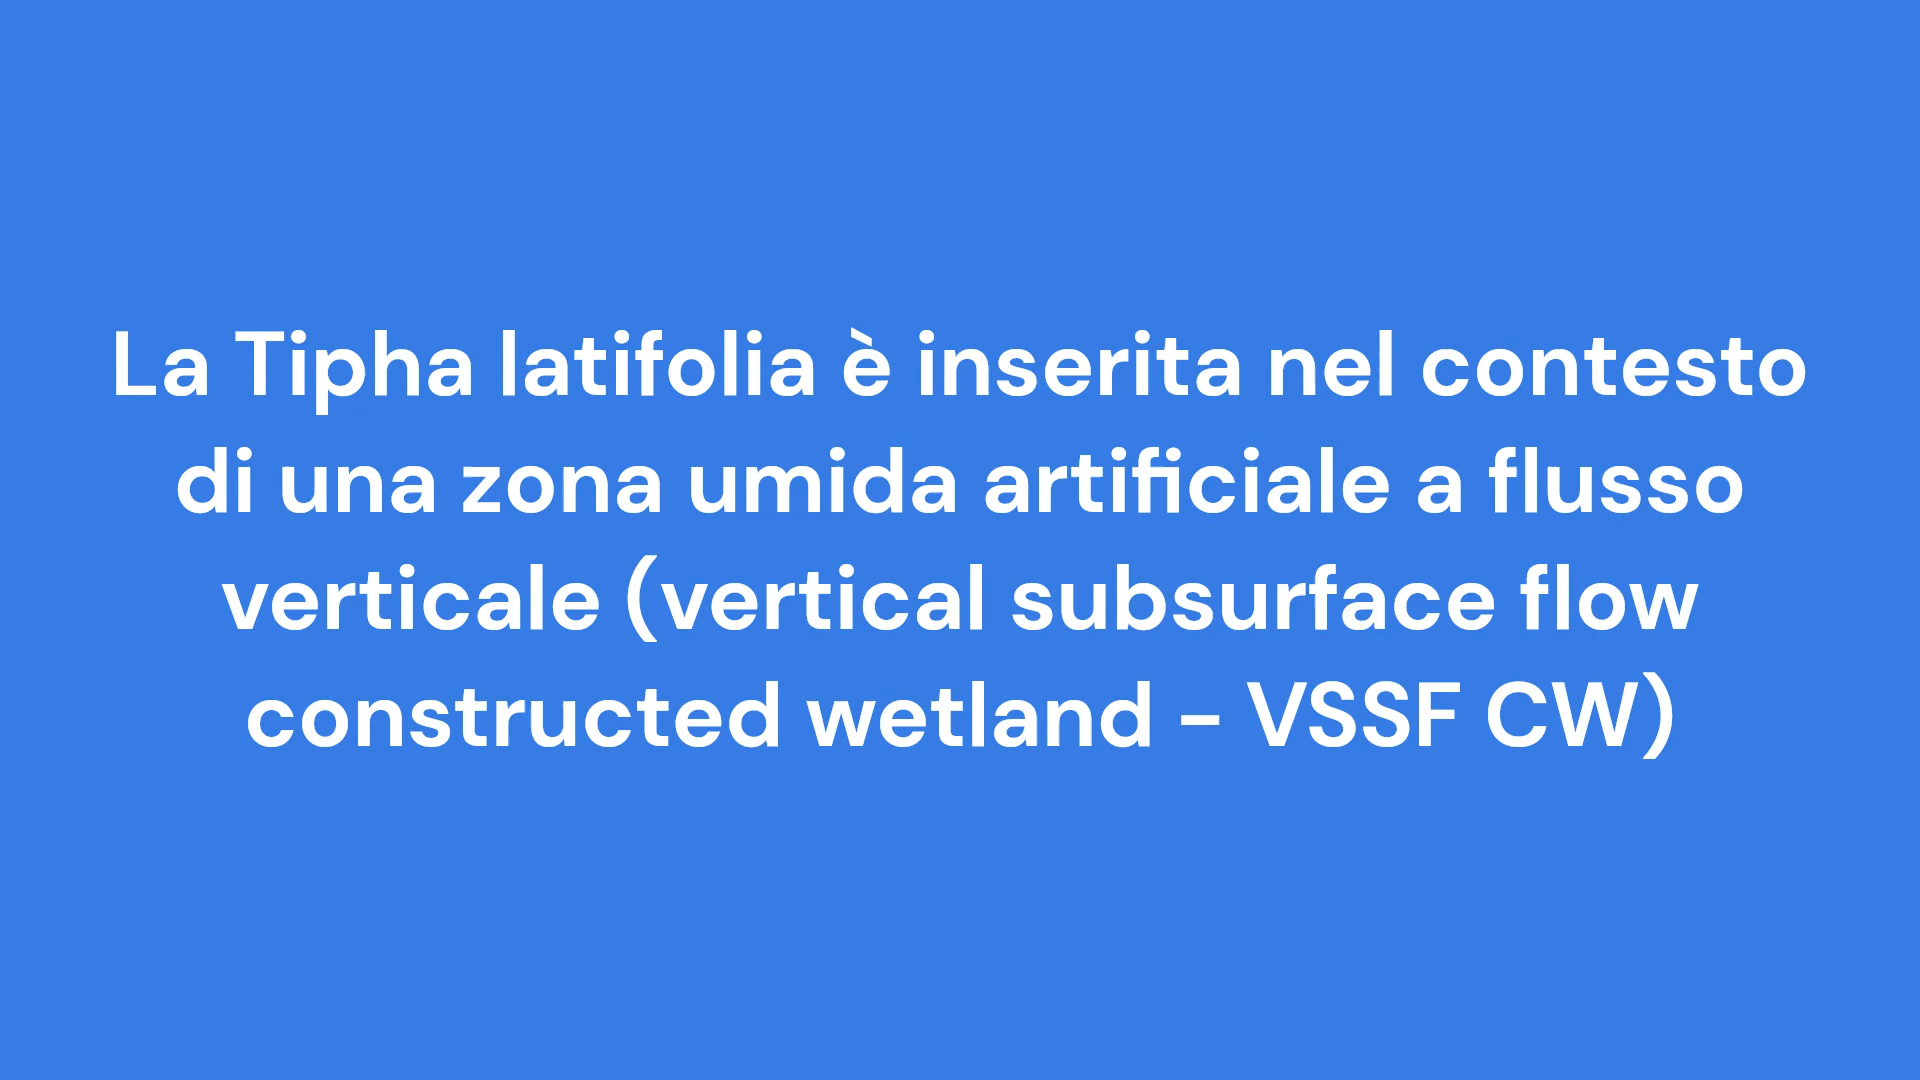 La Tipha latifolia è inserita nel contesto
di una zona umida artificiale a flusso
verticale (vertical subsurface flow
constructed wetland - VSSF CW)